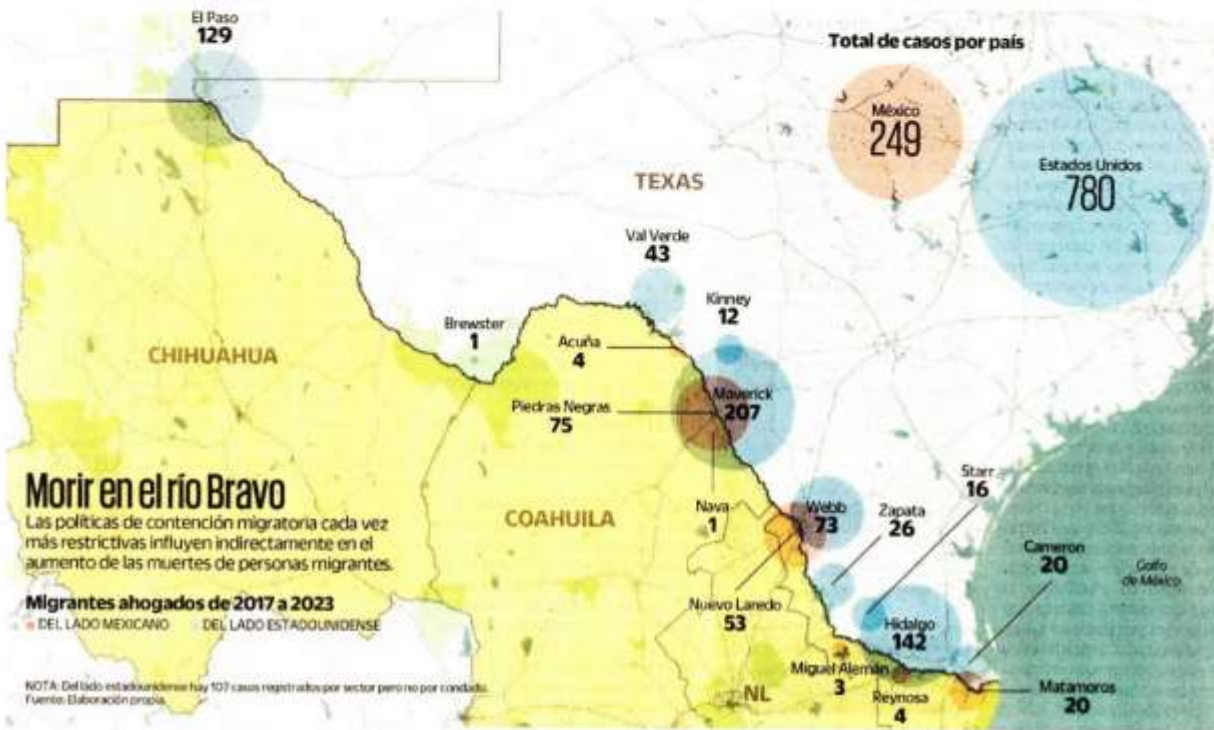 El Paso
129
Total de casos por país
México
249
Estados Unidos
780
TEXAS
Val Verde
43
Kinney
12
Brewster
1
Acuña
4
CHIHUAHUA
Maverick
207
Piedras Negras
75
Morir en el río Bravo
Las políticas de contención migratoria cada vez
más restrictivas influyen indirectamente en el
aumento de las muertes de personas migrantes.
Migrantes ahogados de 2017 a 2023
DEL LADO MEXICANO
DEL LADO ESTADOUNIDENSE
COAHUILA
Nava
1
Webb
73
Zapata
26
Starr
16
Cameron
20
Golfo
de México
Nuevo Laredo
53
Hidalgo
142
Miguel Alemán
3
NL
Reynosa
4
Matamoros
20
NOTA: Del lado estadounidense hay 107 casos registrados por sector pero no por condado.
Fuente: Elaboración propia.